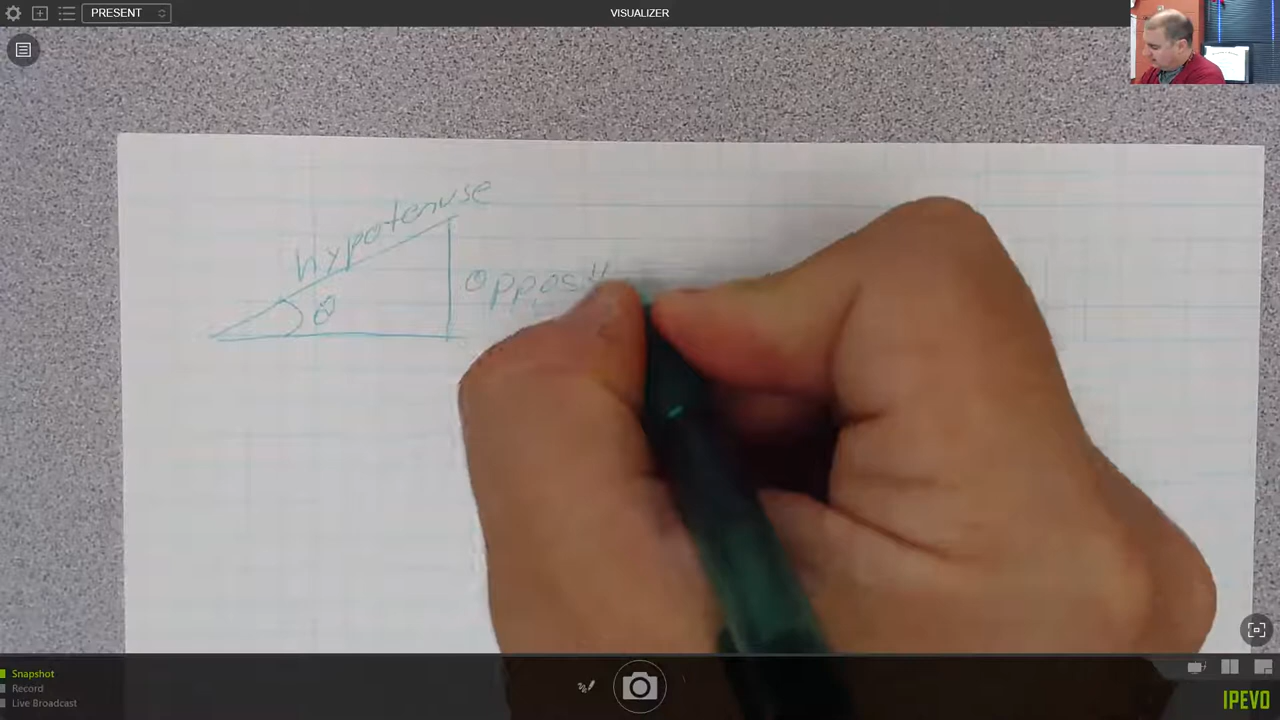 PRESENT
VISUALIZER
hypotenuse
θ
Snapshot
Record
Live Broadcast
IPEVO